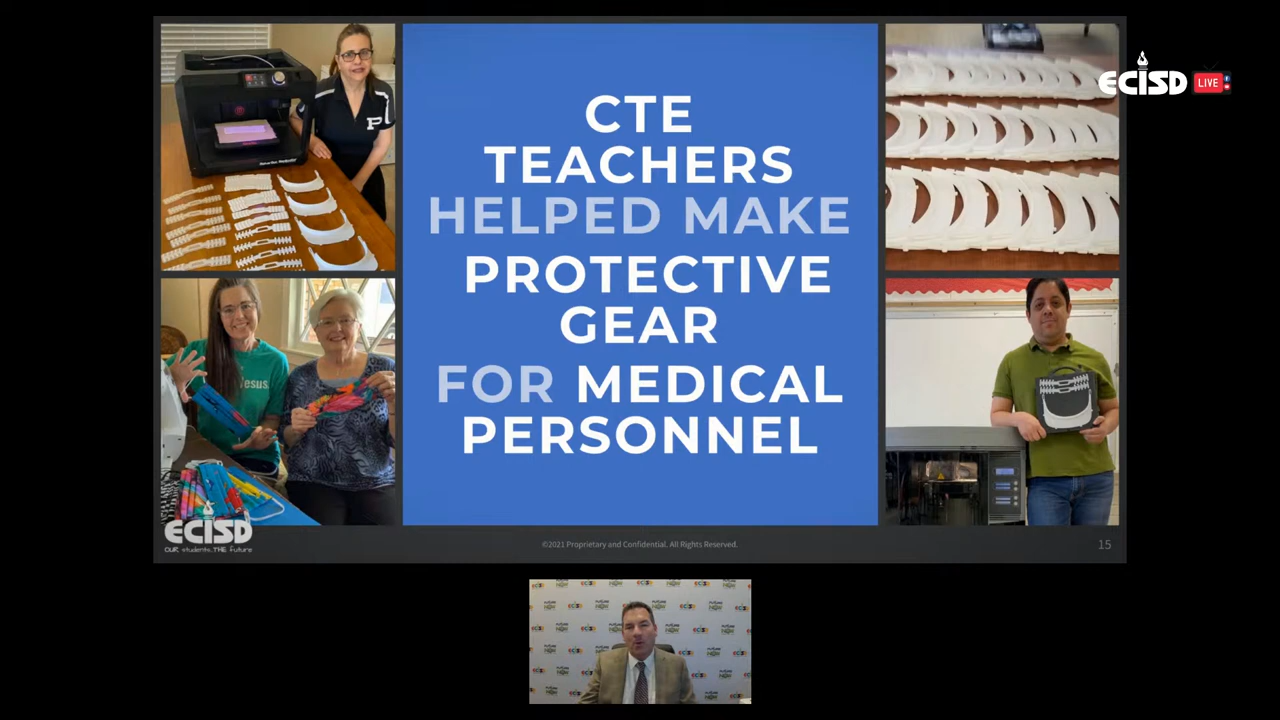 ECISD LIVE
CTE
TEACHERS
HELPED MAKE
PROTECTIVE
GEAR
FOR MEDICAL
PERSONNEL
P
Jesus.
ECISD
OUR students.THE future
©2021 Proprietary and Confidential. All Rights Reserved.
15